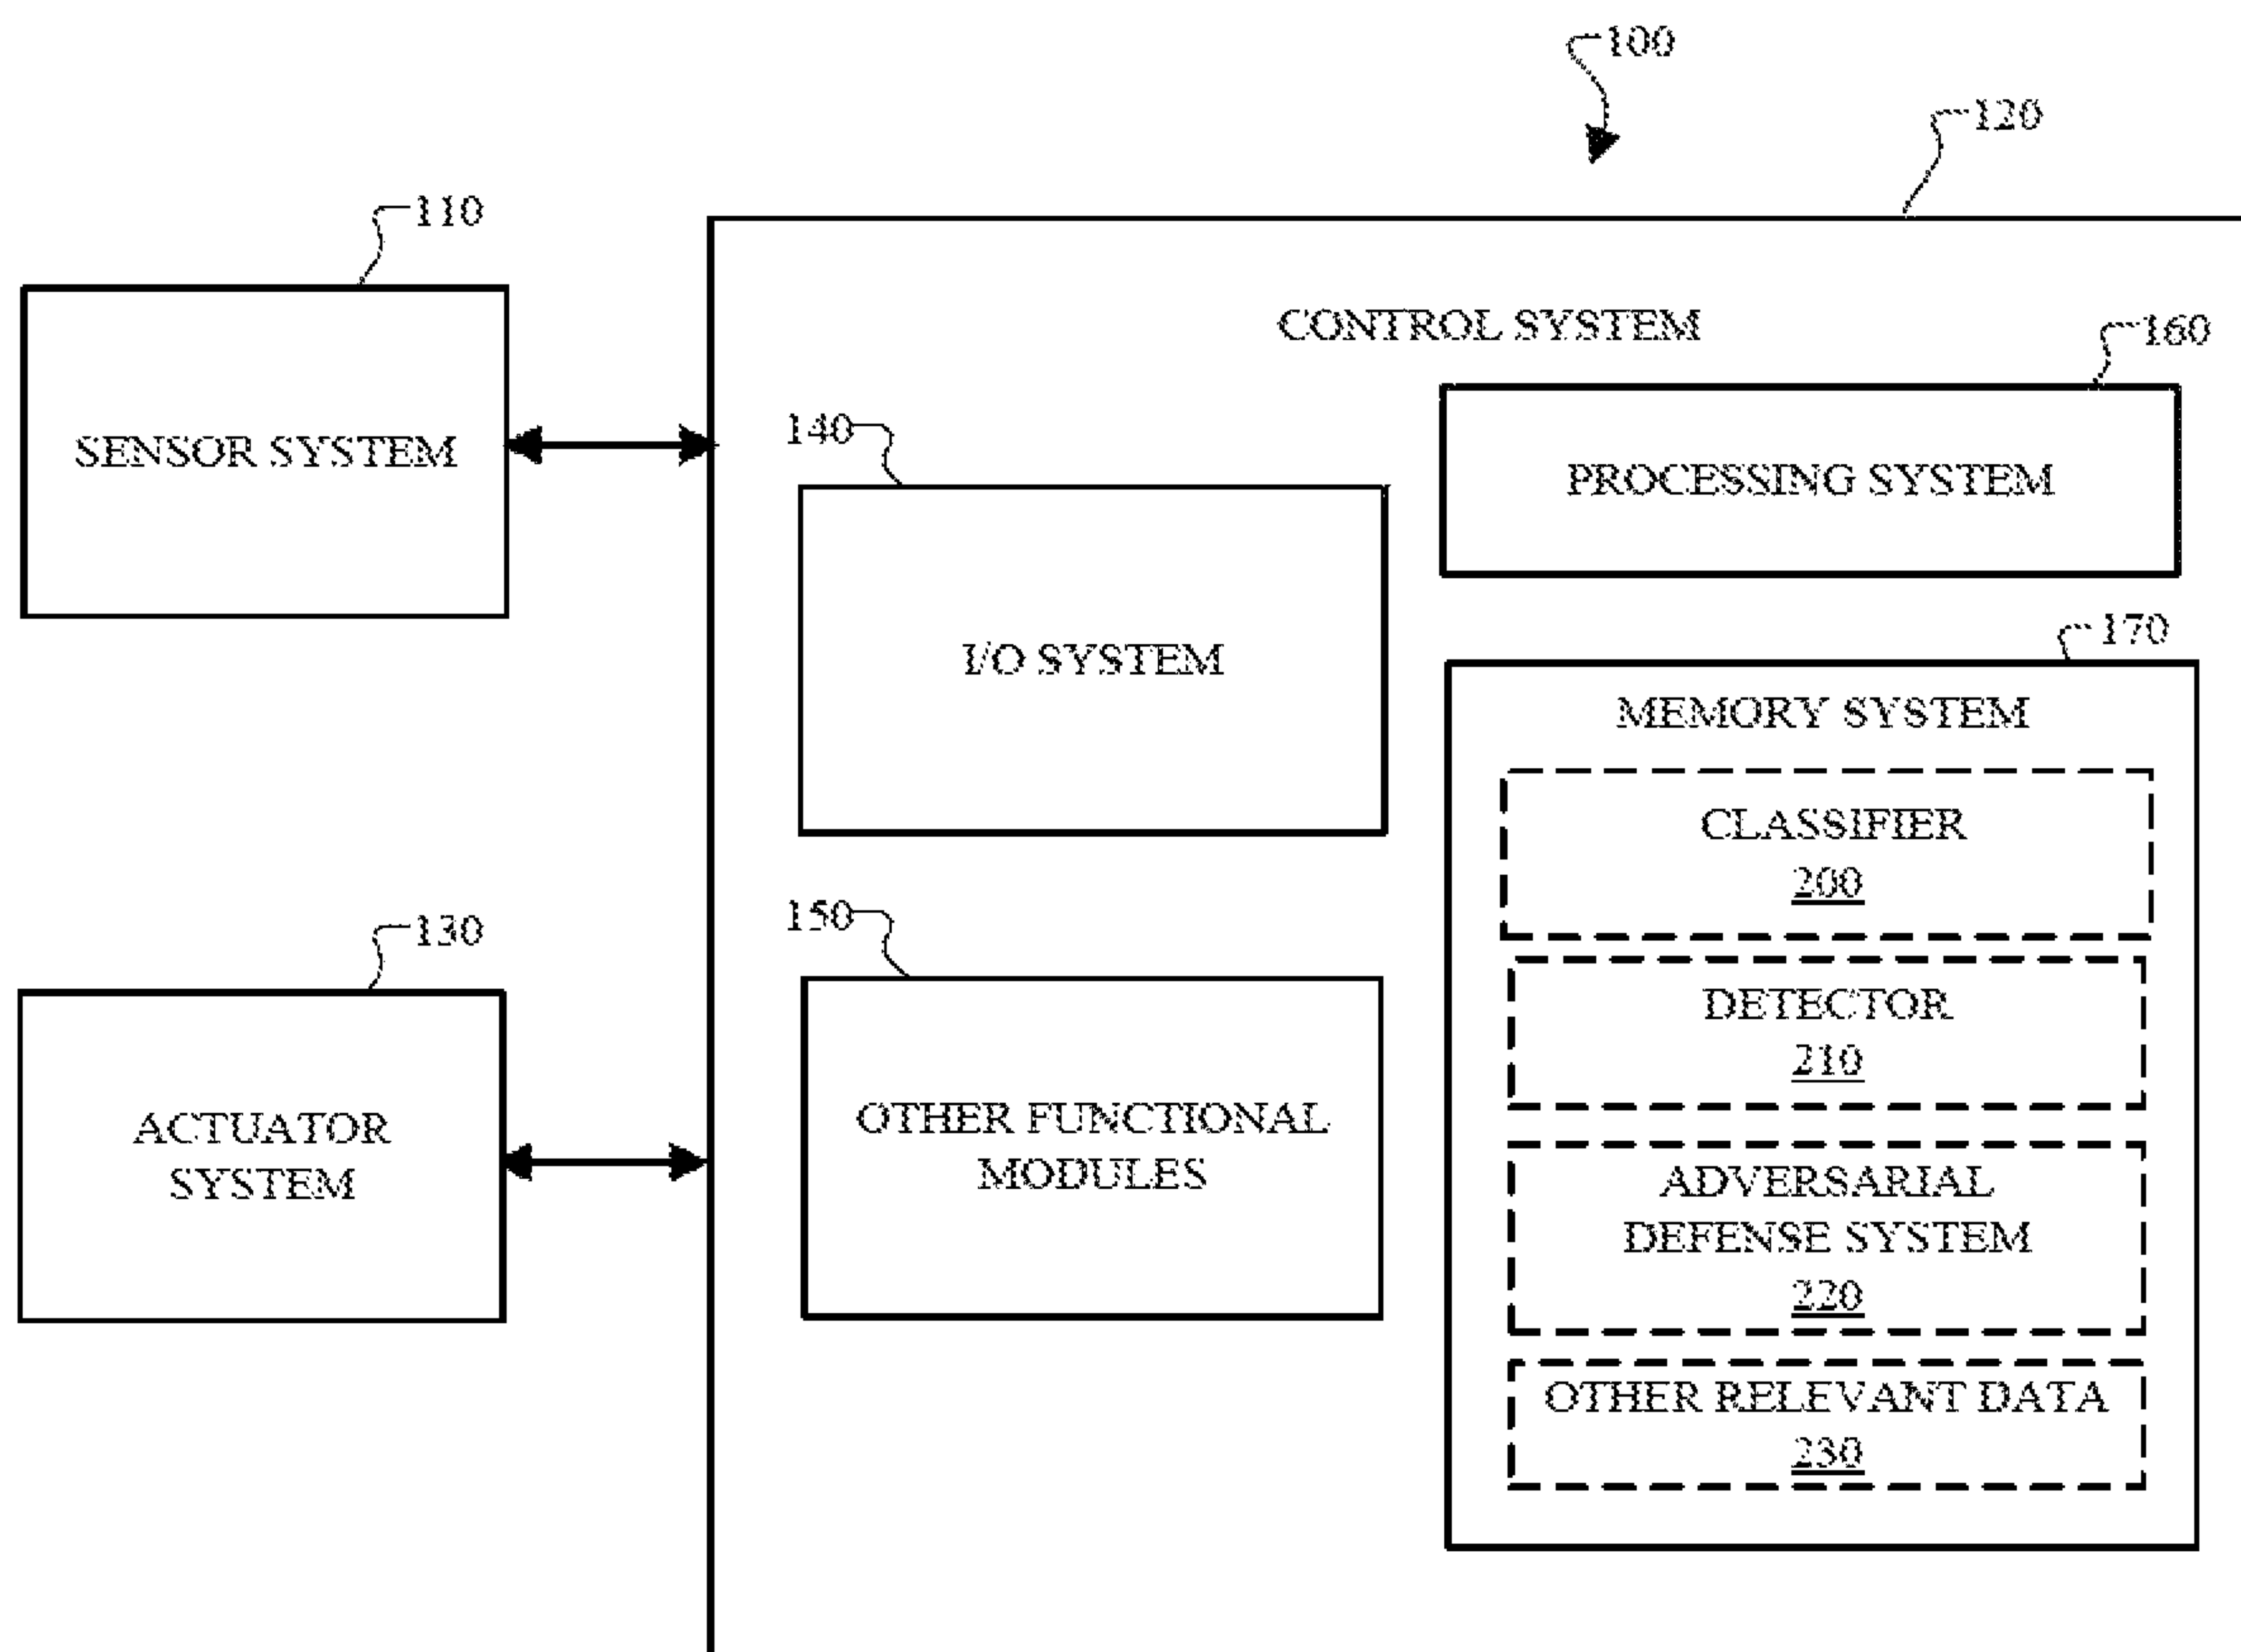 100
120
110
CONTROL SYSTEM
160
SENSOR SYSTEM
140
PROCESSING SYSTEM
I/O SYSTEM
170
MEMORY SYSTEM
CLASSIFIER
200
150
130
DETECTOR
210
ACTUATOR
SYSTEM
OTHER FUNCTIONAL
MODULES
ADVERSARIAL
DEFENSE SYSTEM
220
OTHER RELEVANT DATA
230